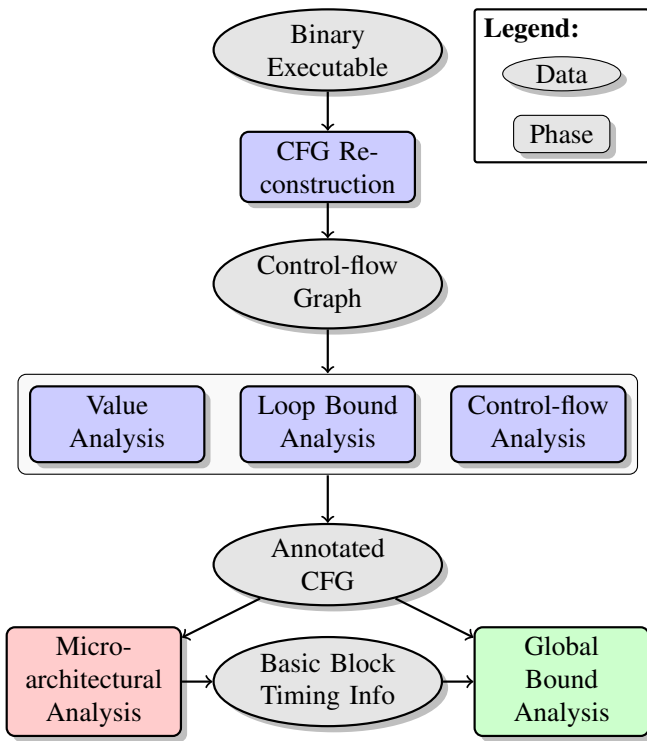 Binary
Executable
Legend:
Data
Phase
CFG Re-
construction
Control-flow
Graph
Value
Analysis
Loop Bound
Analysis
Control-flow
Analysis
Annotated
CFG
Micro-
architectural
Analysis
Basic Block
Timing Info
Global
Bound
Analysis